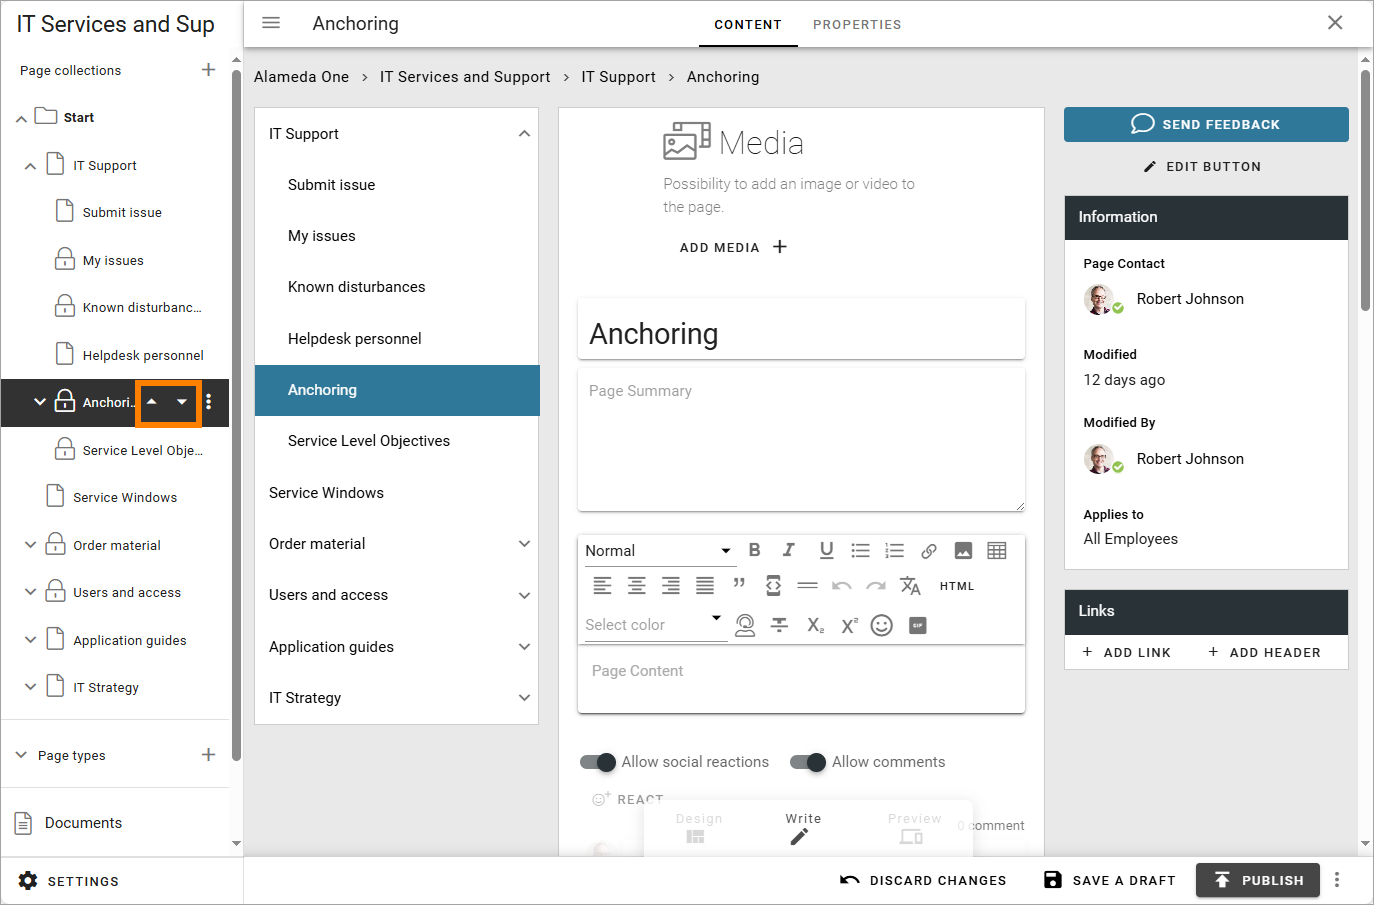 IT Services and Sup
Page collections
Start
IT Support
Submit issue
My issues
Known disturbanc...
Helpdesk personnel
Anchori...
Service Level Obje...
Service Windows
Order material
Users and access
Application guides
IT Strategy
Page types
Documents
SETTINGS
Anchoring
CONTENT
PROPERTIES
Alameda One > IT Services and Support > IT Support > Anchoring
IT Support
Submit issue
My issues
Known disturbances
Helpdesk personnel
Anchoring
Service Level Objectives
Service Windows
Order material
Users and access
Application guides
IT Strategy
Media
Possibility to add an image or video to
the page.
ADD MEDIA
Anchoring
Page Summary
Normal
B I U
HTML
Select color
X₂ X²
GIF
Page Content
Allow social reactions
Allow comments
REACT
0 comment
Design
Write
Preview
SEND FEEDBACK
EDIT BUTTON
Information
Page Contact
Robert Johnson
Modified
12 days ago
Modified By
Robert Johnson
Applies to
All Employees
Links
+ ADD LINK
+ ADD HEADER
DISCARD CHANGES
SAVE A DRAFT
PUBLISH